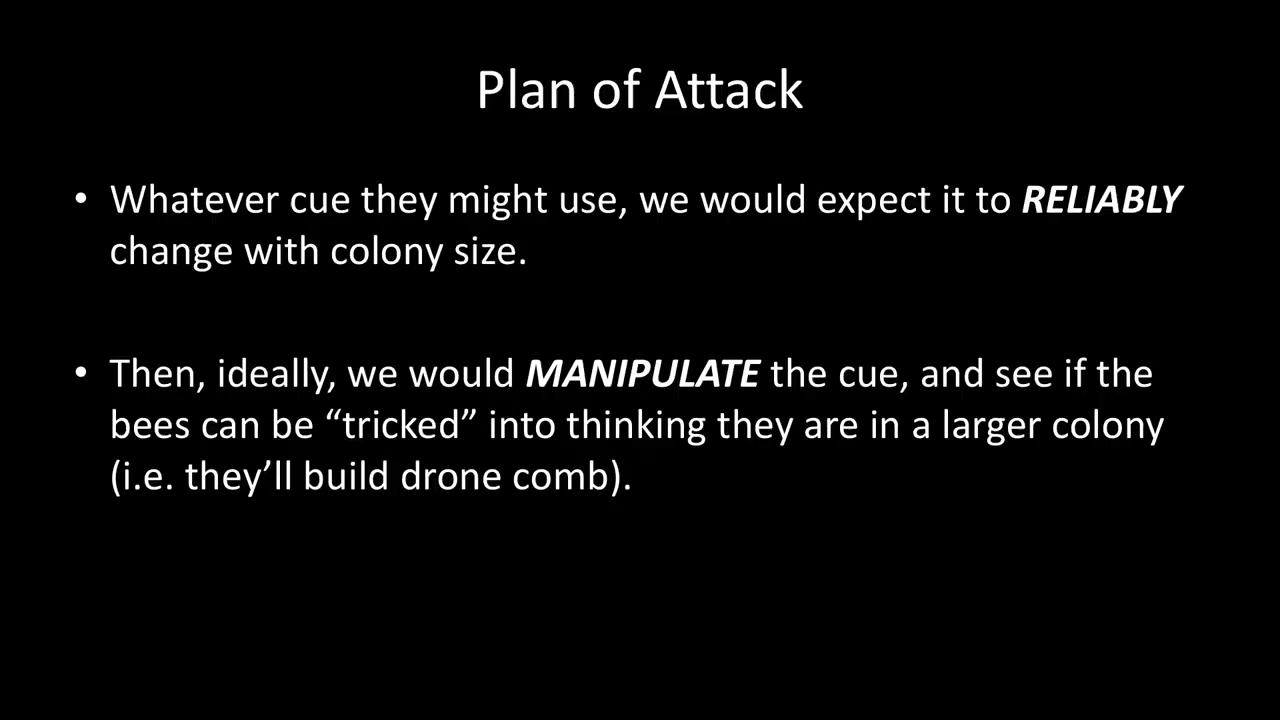 Plan of Attack
• Whatever cue they might use, we would expect it to RELIABLY
change with colony size.
• Then, ideally, we would MANIPULATE the cue, and see if the
bees can be “tricked” into thinking they are in a larger colony
(i.e. they’ll build drone comb).